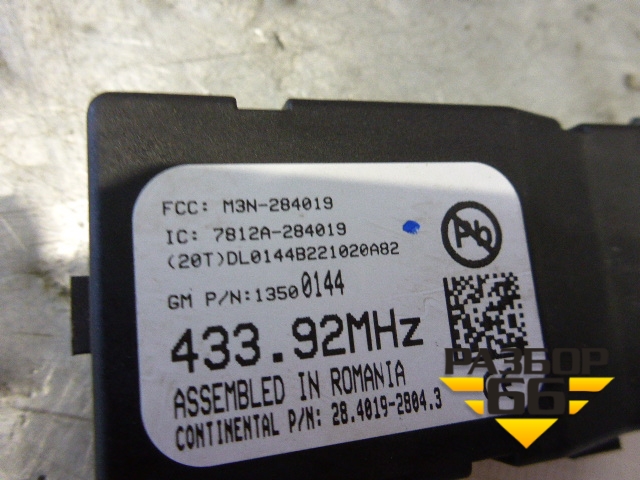 FCC: M3N-284019
IC: 7812A-284019
(20T)DL0144B221020A82
Pb
GM P/N:13500144
433.92MHz
ASSEMBLED IN ROMANIA
CONTINENTAL P/N: 28.4019-2804.3
РАЗБОР
66